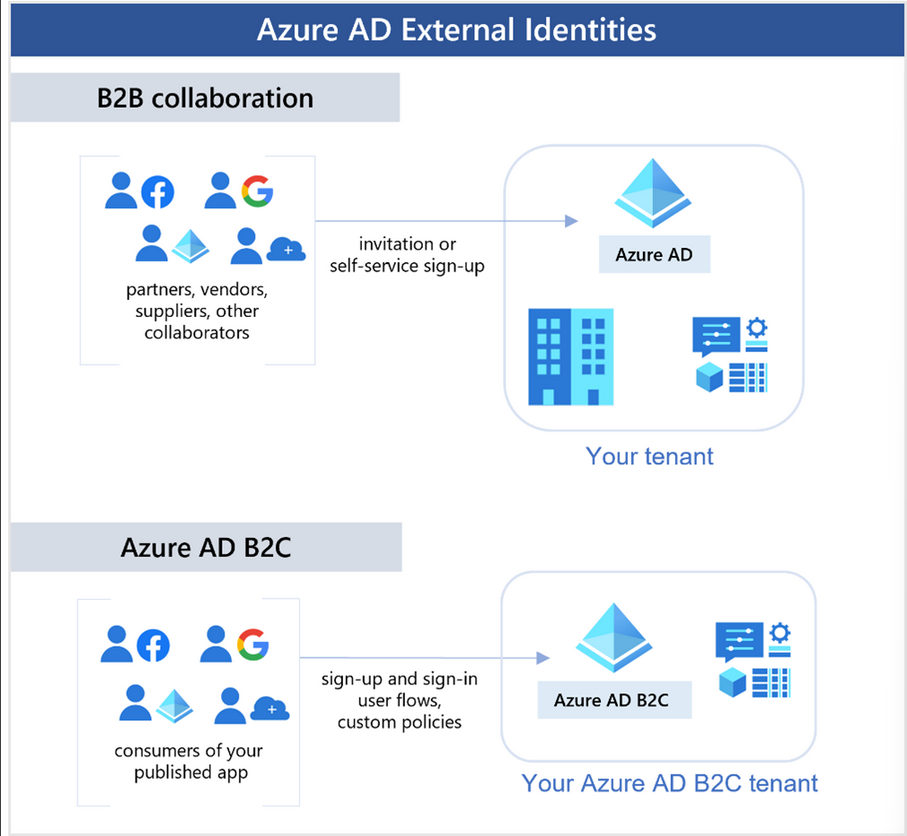 Azure AD External Identities
B2B collaboration
partners, vendors,
suppliers, other
collaborators
invitation or
self-service sign-up
Azure AD
Your tenant
Azure AD B2C
consumers of your
published app
sign-up and sign-in
user flows,
custom policies
Azure AD B2C
Your Azure AD B2C tenant